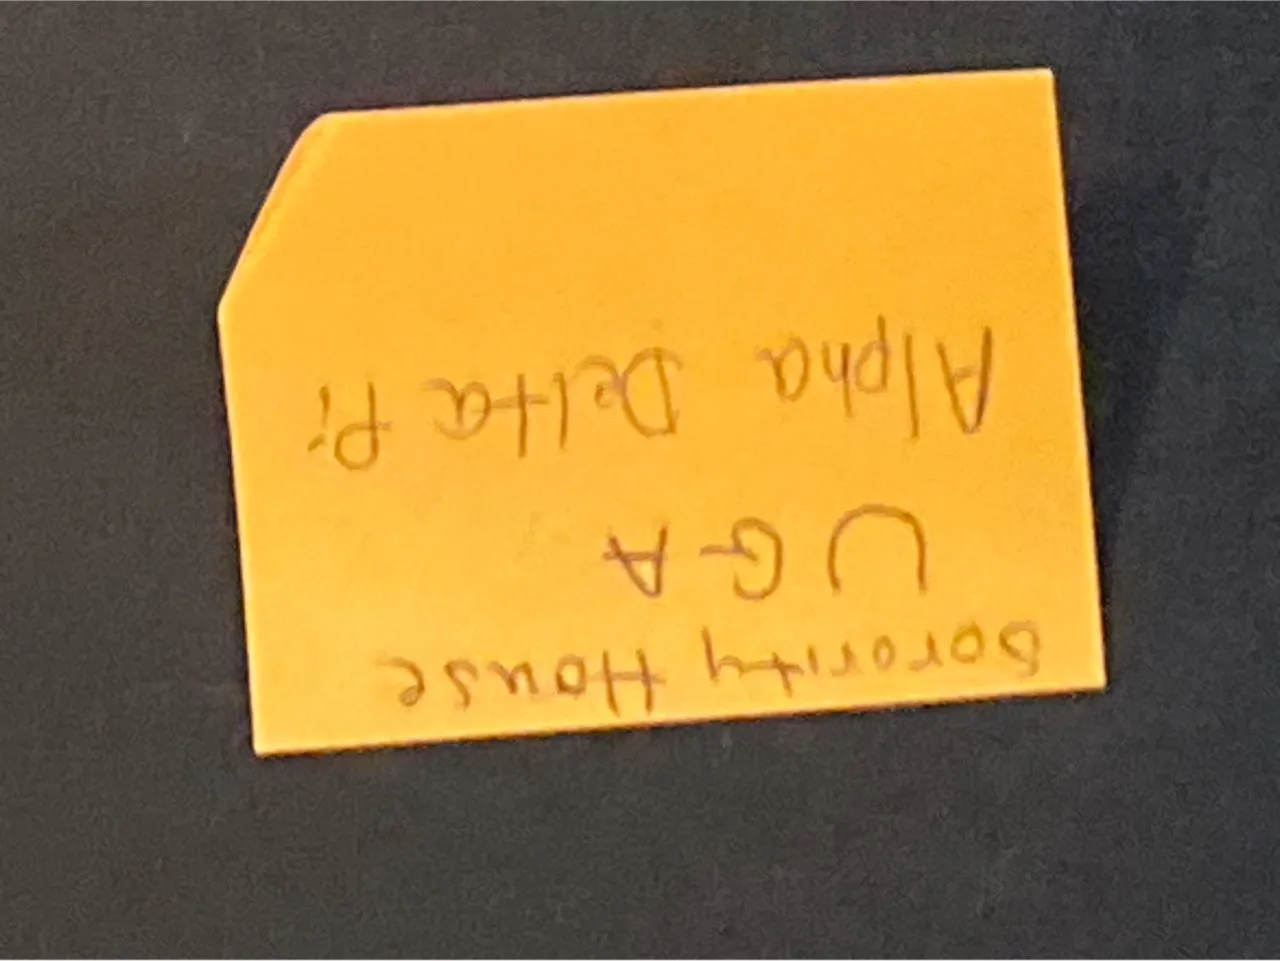 Sorority House
UGA
Alpha Delta Pi